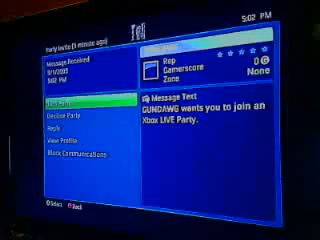 5:02 PM
Party Invite (1 minute ago)
Message Received
Rep
Gamerscore 0 G
Zone None
Message Text
GUNDAWG wants you to join an
Xbox LIVE Party.
Decline Party
Reply
View Profile
Block Communications
Select Back